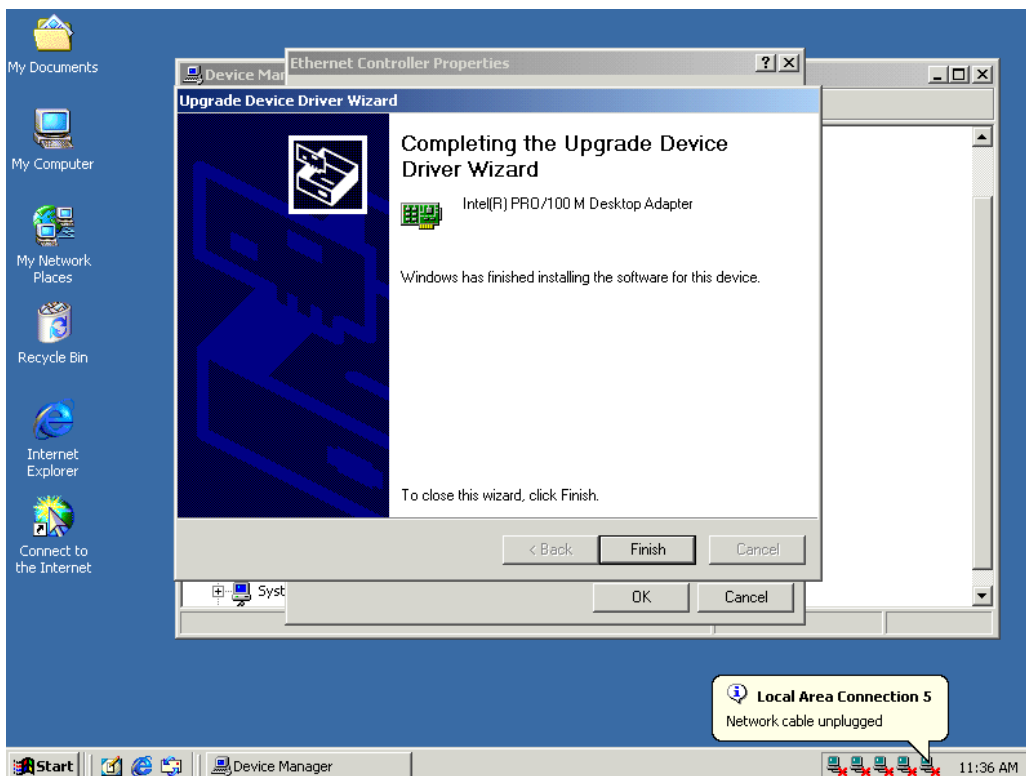 My Documents
My Computer
My Network
Places
Recycle Bin
Internet
Explorer
Connect to
the Internet
Device Mar
Ethernet Controller Properties
Upgrade Device Driver Wizard
Completing the Upgrade Device
Driver Wizard
Intel(R) PRO/100 M Desktop Adapter
Windows has finished installing the software for this device.
To close this wizard, click Finish.
< Back
Finish
Cancel
Syst
OK
Cancel
Local Area Connection 5
Network cable unplugged
Start
Device Manager
11:36 AM